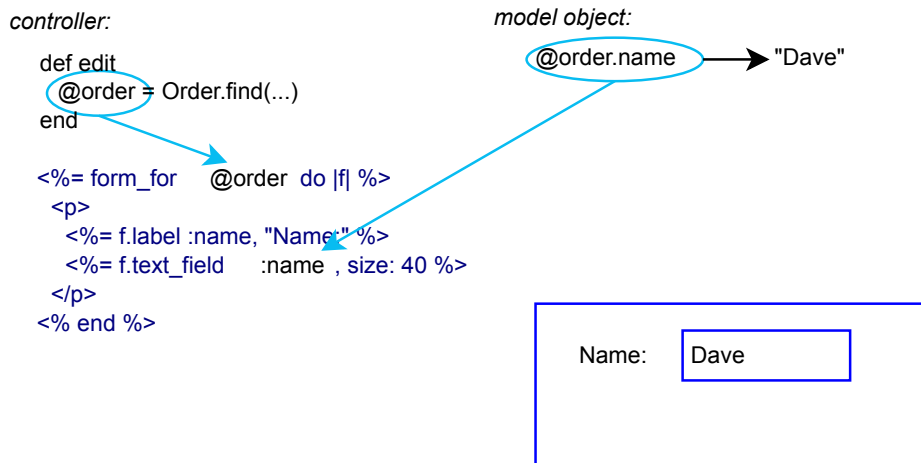 controller:
def edit
@order = Order.find(...)
end
model object:
@order.name "Dave"
<%= form_for @order do |f| %>
<p>
<%= f.label :name, "Name:" %>
<%= f.text_field :name , size: 40 %>
</p>
<% end %>
Name: Dave